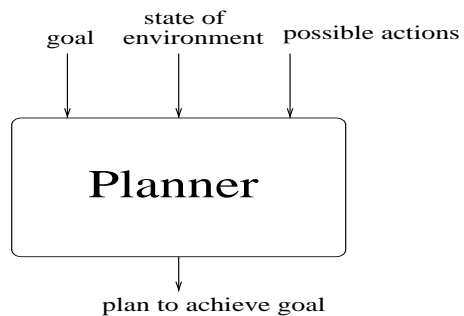 goal
state of
environment
possible actions
Planner
plan to achieve goal